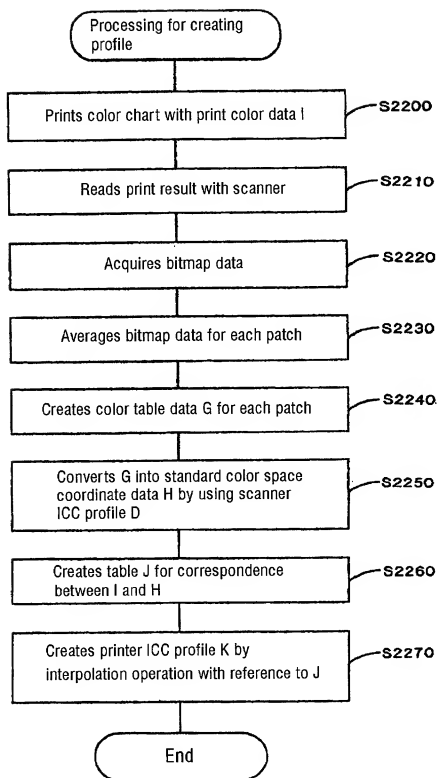 Processing for creating
profile
Prints color chart with print color data I
S2200
Reads print result with scanner
S2210
Acquires bitmap data
S2220
Averages bitmap data for each patch
S2230
Creates color table data G for each patch
S2240
Converts G into standard color space
coordinate data H by using scanner
ICC profile D
S2250
Creates table J for correspondence
between I and H
S2260
Creates printer ICC profile K by
interpolation operation with reference to J
S2270
End